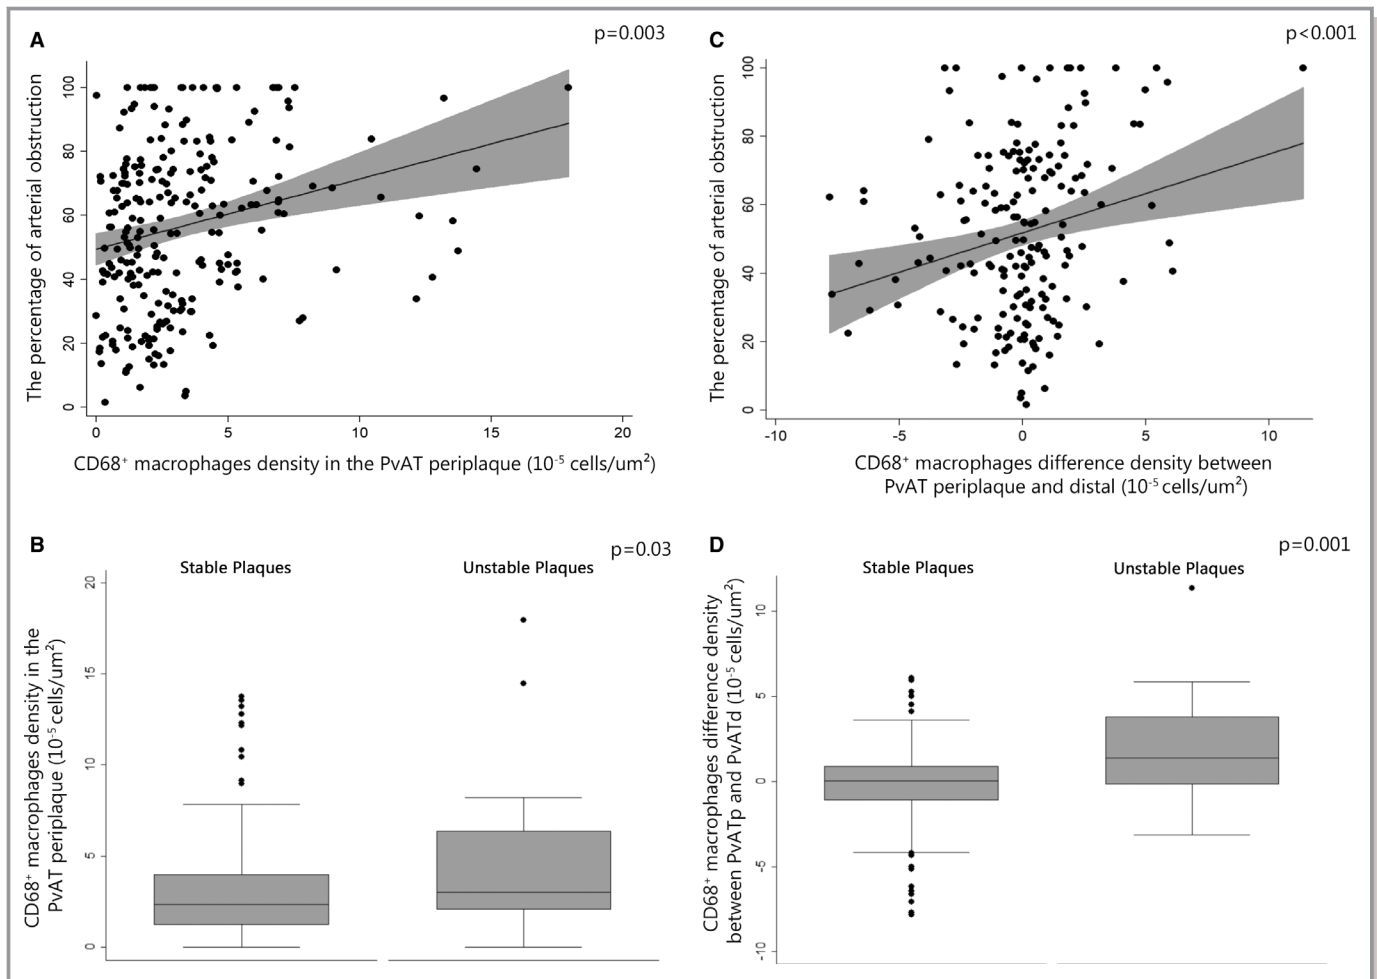 A
p=0.003
The percentage of arterial obstruction
100
80
60
40
20
0
0 5 10 15 20
CD68⁺ macrophages density in the PvAT periplaque (10⁻⁵ cells/um²)
C
p<0.001
The percentage of arterial obstruction
100
80
60
40
20
0
-10 -5 0 5 10
CD68⁺ macrophages difference density between
PvAT periplaque and distal (10⁻⁵ cells/um²)
B
p=0.03
Stable Plaques
Unstable Plaques
CD68⁺ macrophages density in the
PvAT periplaque (10⁻⁵ cells/um²)
20
15
10
5
0
D
p=0.001
Stable Plaques
Unstable Plaques
CD68⁺ macrophages difference density
between PvATp and PvATd (10⁻⁵ cells/um²)
10
5
0
-5
-10